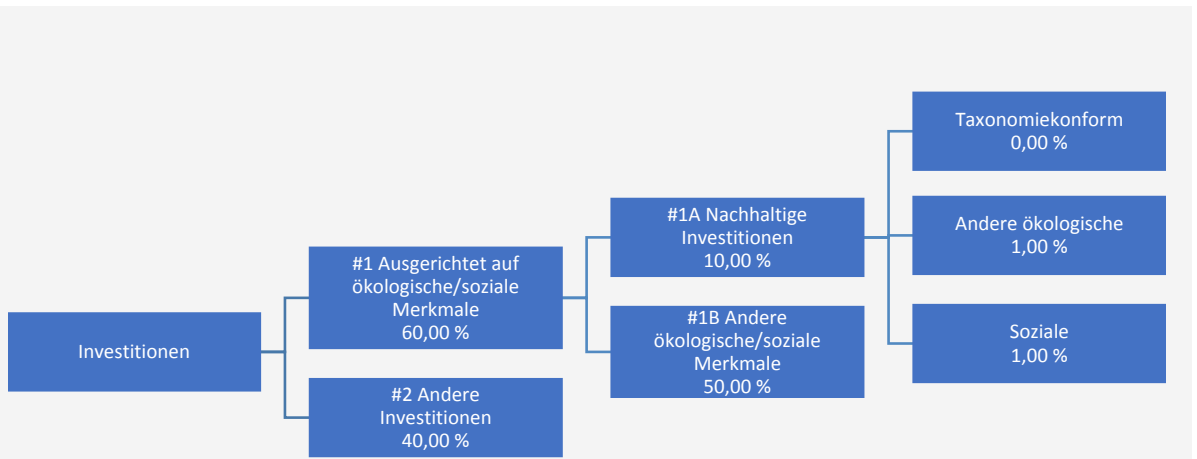 Investitionen
#1 Ausgerichtet auf
ökologische/soziale
Merkmale
60,00 %
#2 Andere
Investitionen
40,00 %
#1A Nachhaltige
Investitionen
10,00 %
#1B Andere
ökologische/soziale
Merkmale
50,00 %
Taxonomiekonform
0,00 %
Andere ökologische
1,00 %
Soziale
1,00 %